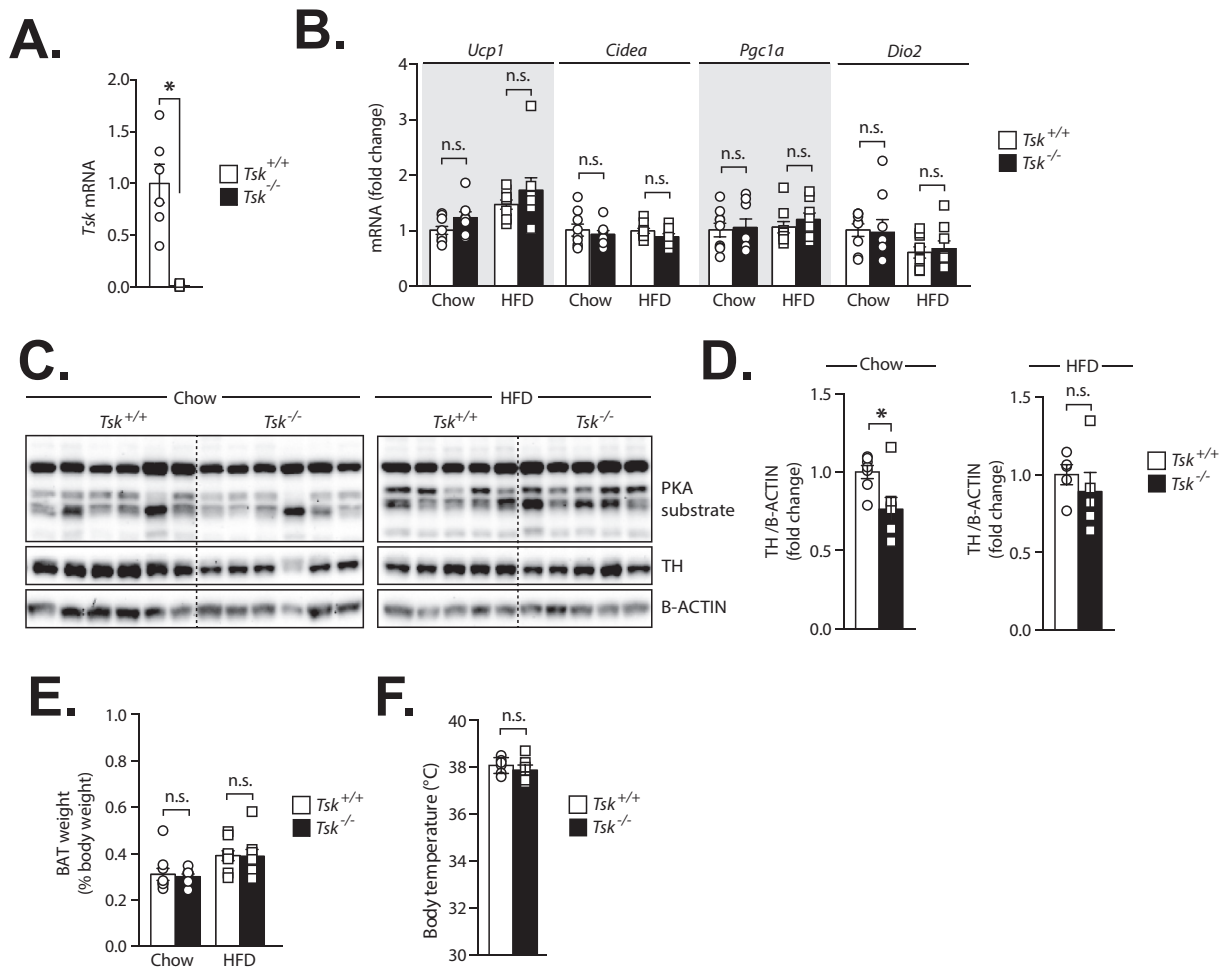 A.
2.0
1.5
1.0
0.5
0.0
Tsk mRNA
*
Tsk+/+
Tsk-/-
B.
Ucp1 Cidea Pgc1a Dio2
4
3
2
1
0
mRNA (fold change)
n.s. n.s. n.s. n.s. n.s. n.s. n.s. n.s.
Chow HFD Chow HFD Chow HFD Chow HFD
Tsk+/+
Tsk-/-
C.
Chow HFD
Tsk+/+ Tsk-/- Tsk+/+ Tsk-/-
PKA
substrate
TH
B-ACTIN
D.
Chow
1.5
1.0
0.5
0.0
TH /B-ACTIN
(fold change)
*
HFD
1.5
1.0
0.5
0.0
TH /B-ACTIN
(fold change)
n.s.
Tsk+/+
Tsk-/-
E.
1.0
0.8
0.6
0.4
0.2
0.0
BAT weight
(% body weight)
n.s. n.s.
Chow HFD
Tsk+/+
Tsk-/-
F.
40
38
36
34
32
30
Body temperature (°C)
n.s.
Tsk+/+
Tsk-/-